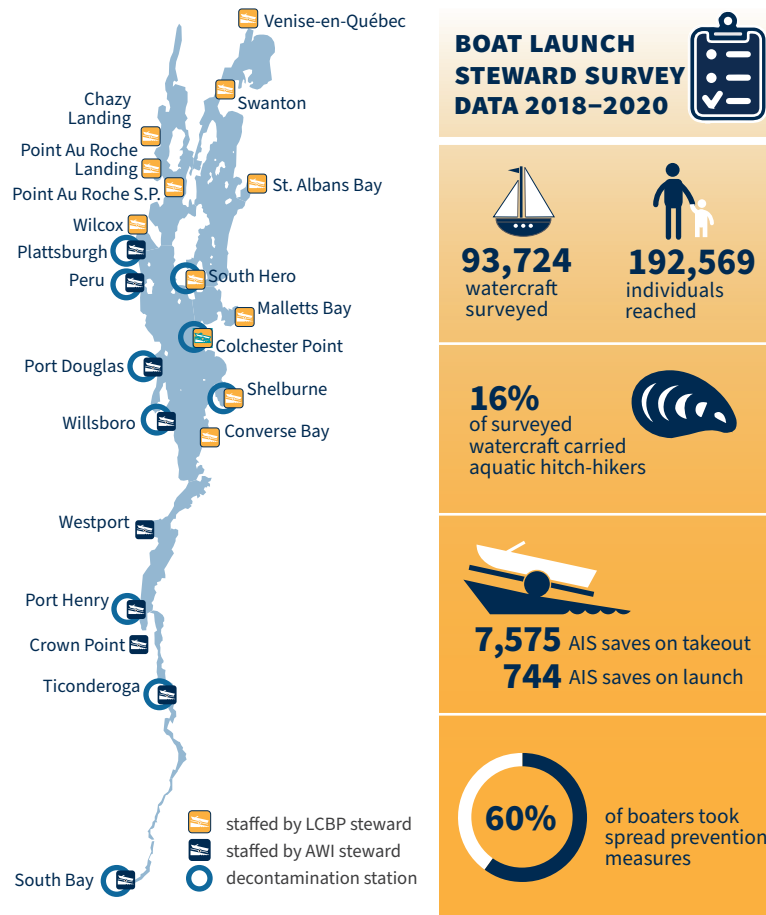 Venise-en-Québec
Swanton
Chazy
Landing
Point Au Roche
Landing
Point Au Roche S.P.
St. Albans Bay
Wilcox
Plattsburgh
Peru
South Hero
Malletts Bay
Colchester Point
Port Douglas
Shelburne
Willsboro
Converse Bay
Westport
Port Henry
Crown Point
Ticonderoga
South Bay
staffed by LCBP steward
staffed by AWI steward
decontamination station
BOAT LAUNCH
STEWARD SURVEY
DATA 2018–2020
93,724
watercraft
surveyed
192,569
individuals
reached
16%
of surveyed
watercraft carried
aquatic hitch-hikers
7,575 AIS saves on takeout
744 AIS saves on launch
60%
of boaters took
spread prevention
measures